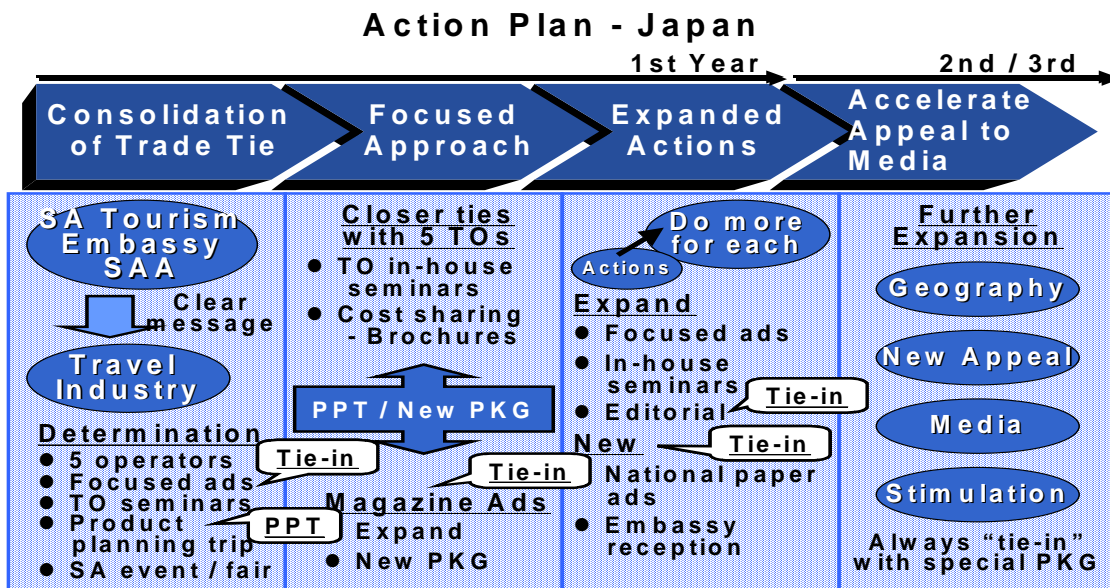 Action Plan - Japan
1st Year
2nd / 3rd
Consolidation
of Trade Tie
Focused
Approach
Expanded
Actions
Accelerate
Appeal to
Media
SA Tourism
Embassy
SAA
Clear
message
Travel
Industry
Determination
● 5 operators
● Focused ads
● TO seminars
● Product
planning trip
● SA event / fair
Tie-in
PPT
Closer ties
with 5 TOs
● TO in-house
seminars
● Cost sharing
- Brochures
PPT / New PKG
Tie-in
Magazine Ads
● Expand
● New PKG
Do more
for each
Actions
Expand
● Focused ads
● In-house
seminars
● Editorial
Tie-in
New
Tie-in
● National paper
ads
● Embassy
reception
Further
Expansion
Geography
New Appeal
Media
Stimulation
Always “tie-in”
with special PKG